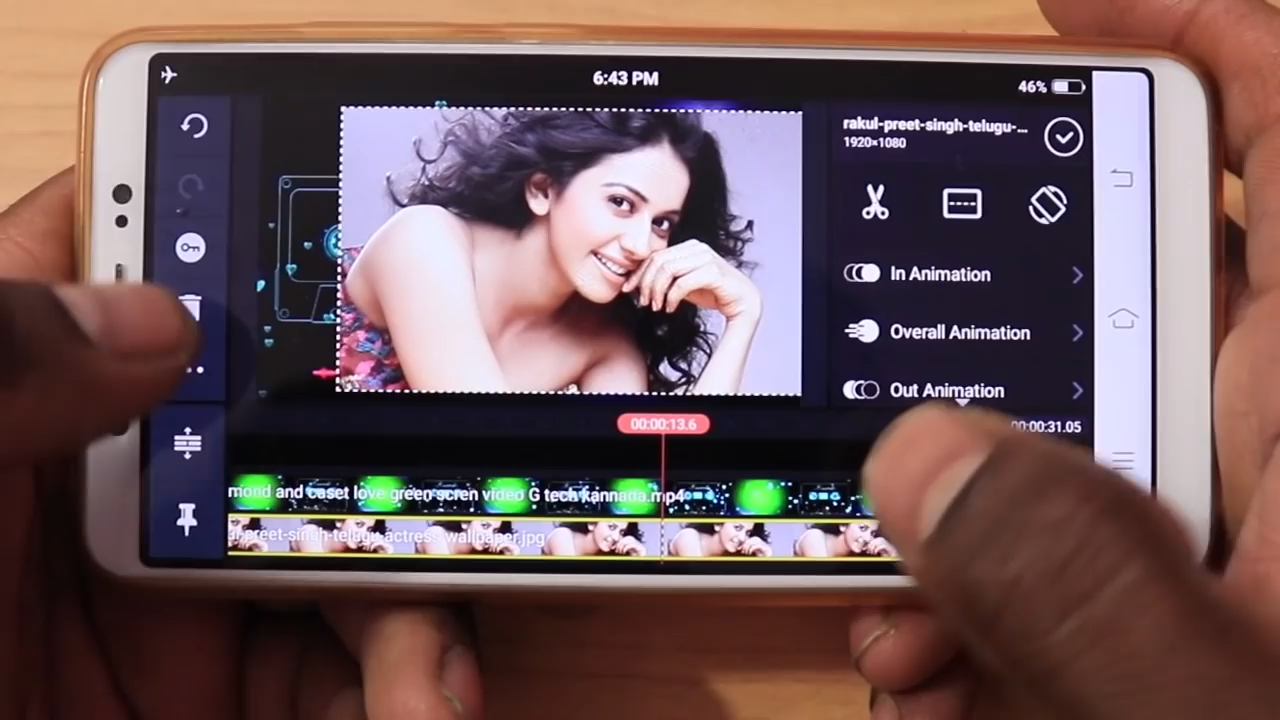 6:43 PM
46%
rakul-preet-singh-telugu-...
1920×1080
In Animation
Overall Animation
Out Animation
00:00:13.6
00:00:31.05
mond and caset love green scren video G tech kannada.mp4
preet-singh-telugu-actress-wallpaper.jpg